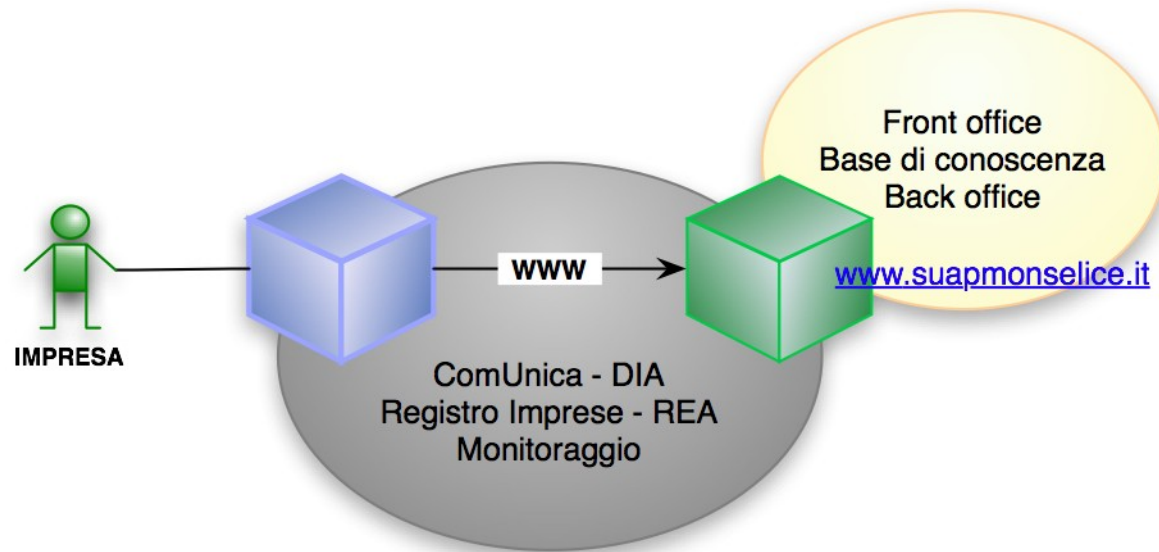 IMPRESA
www
ComUnica - DIA
Registro Imprese - REA
Monitoraggio
Front office
Base di conoscenza
Back office
www.suapmonselice.it